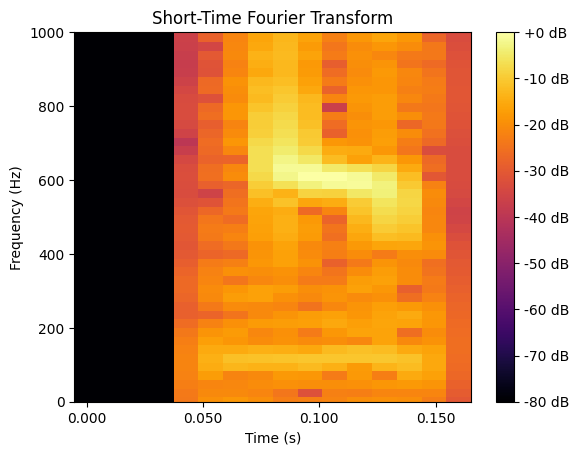 Short-Time Fourier Transform
Frequency (Hz)
1000
800
600
400
200
0
0.000
0.050
0.100
0.150
Time (s)
+0 dB
-10 dB
-20 dB
-30 dB
-40 dB
-50 dB
-60 dB
-70 dB
-80 dB